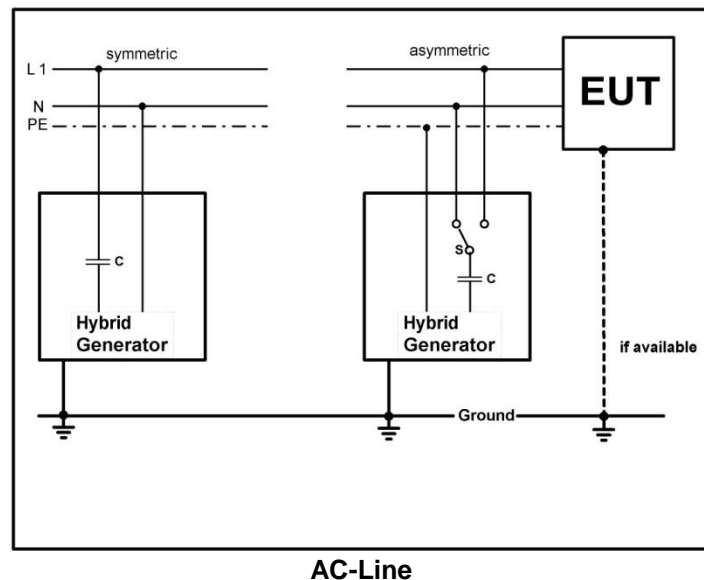 symmetric
asymmetric
L 1
N
PE
EUT
C
S
C
Hybrid
Generator
Hybrid
Generator
if available
Ground
AC-Line